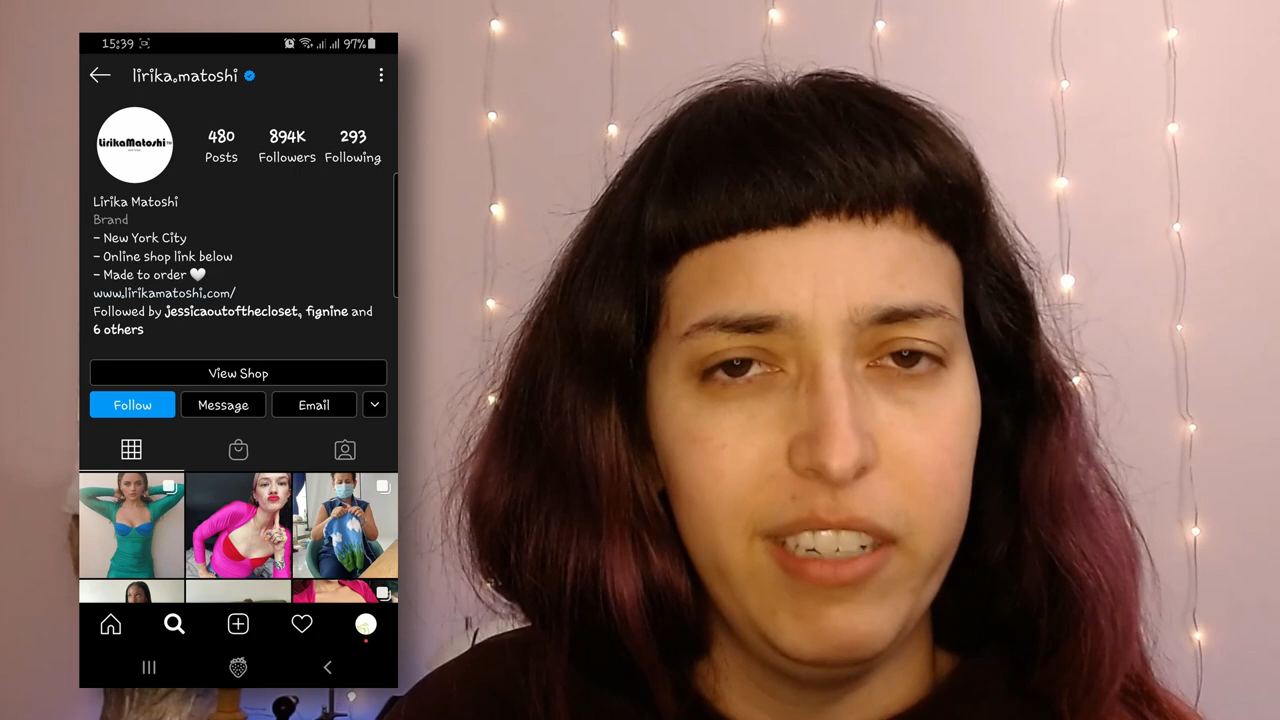 15:39
97%
lirika.matoshi
LirikaMatoshi
480
894K
293
Posts
Followers
Following
Lirika Matoshi
Brand
- New York City
- Online shop link below
- Made to order 🤍
www.lirikamatoshi.com/
Followed by jessicaoutofthecloset, fignine and
6 others
View Shop
Follow
Message
Email